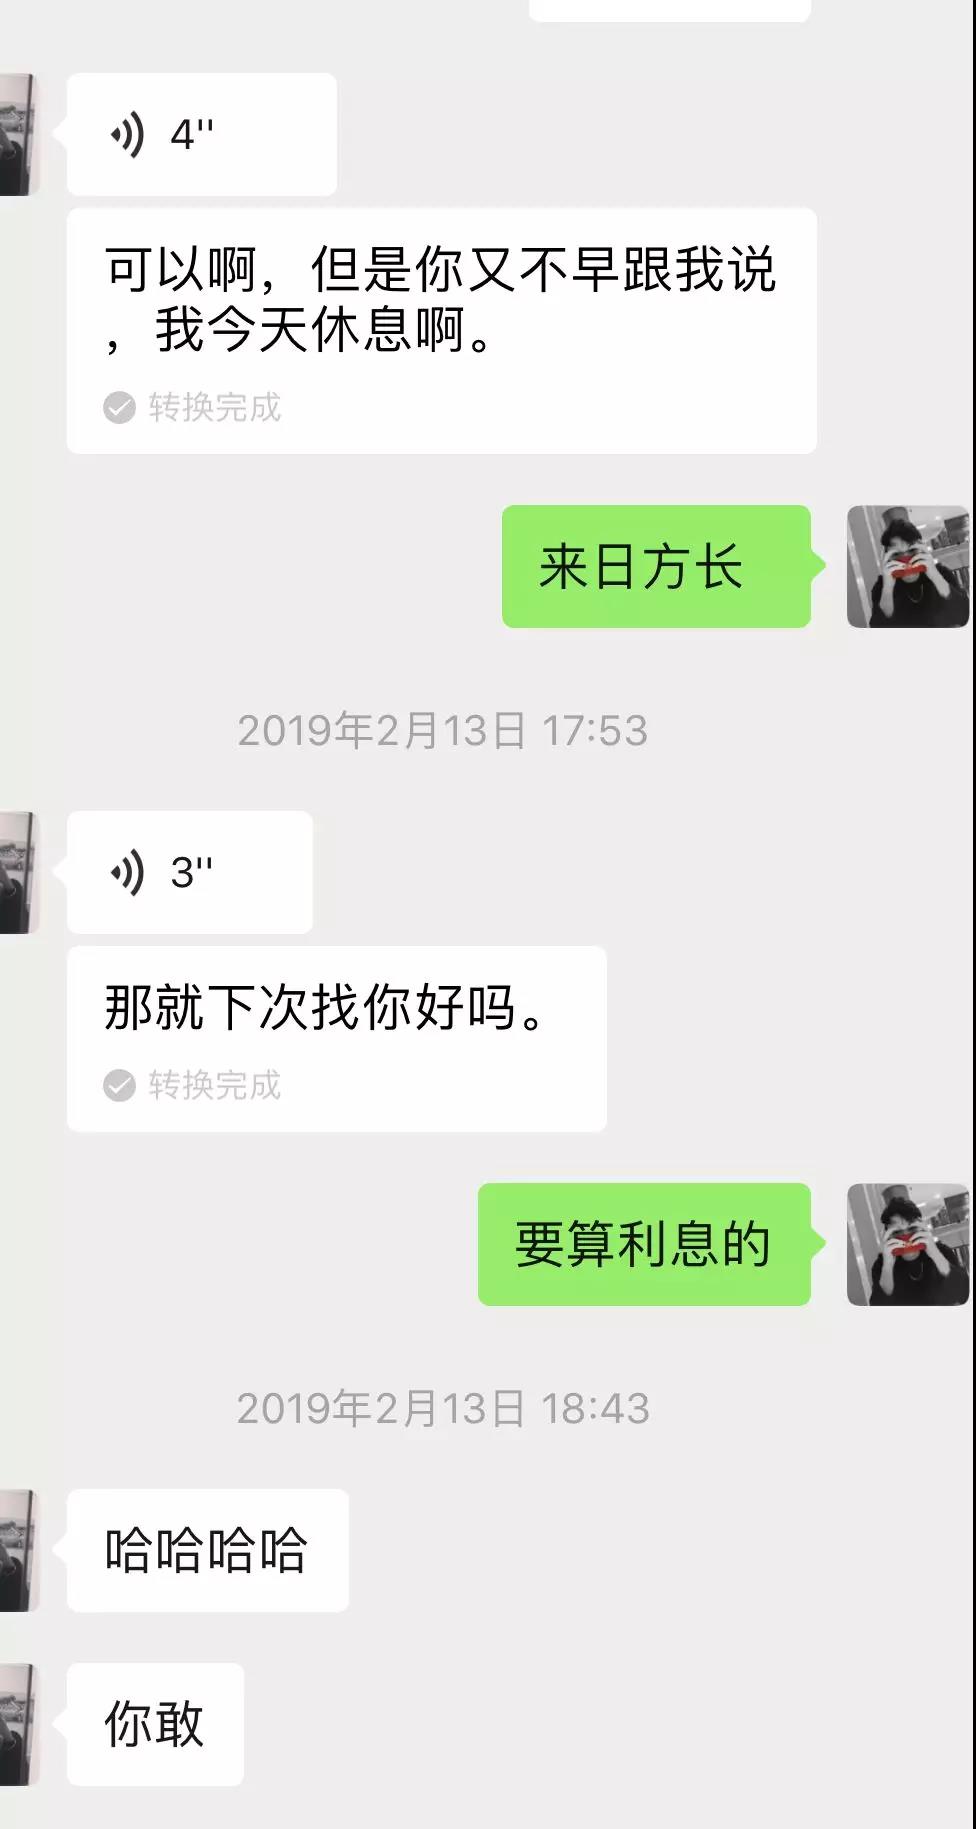 4''
可以啊，但是你又不早跟我说
，我今天休息啊。
转换完成
来日方长
2019年2月13日 17:53
3''
那就下次找你好吗。
转换完成
要算利息的
2019年2月13日 18:43
哈哈哈哈
你敢